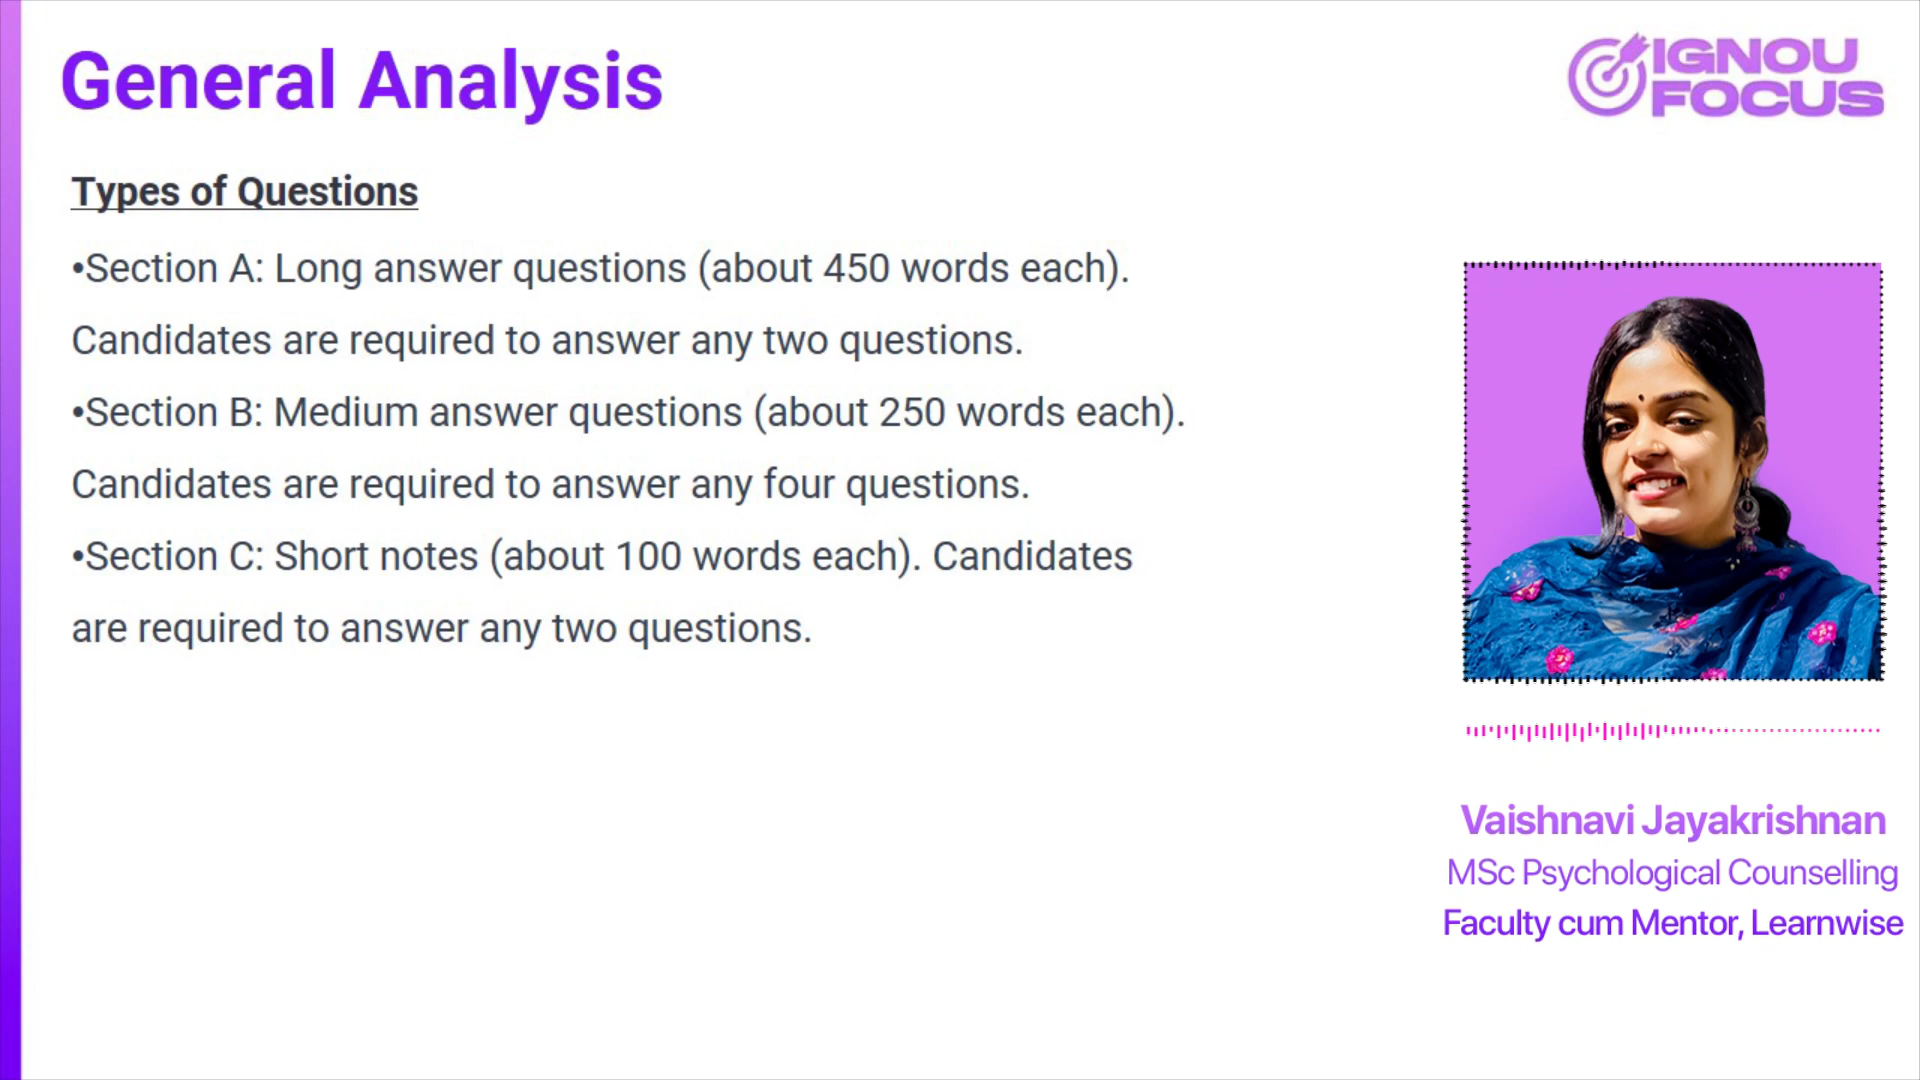 General Analysis
IGNOU
FOCUS
Types of Questions
•Section A: Long answer questions (about 450 words each).
Candidates are required to answer any two questions.
•Section B: Medium answer questions (about 250 words each).
Candidates are required to answer any four questions.
•Section C: Short notes (about 100 words each). Candidates
are required to answer any two questions.
Vaishnavi Jayakrishnan
MSc Psychological Counselling
Faculty cum Mentor, Learnwise